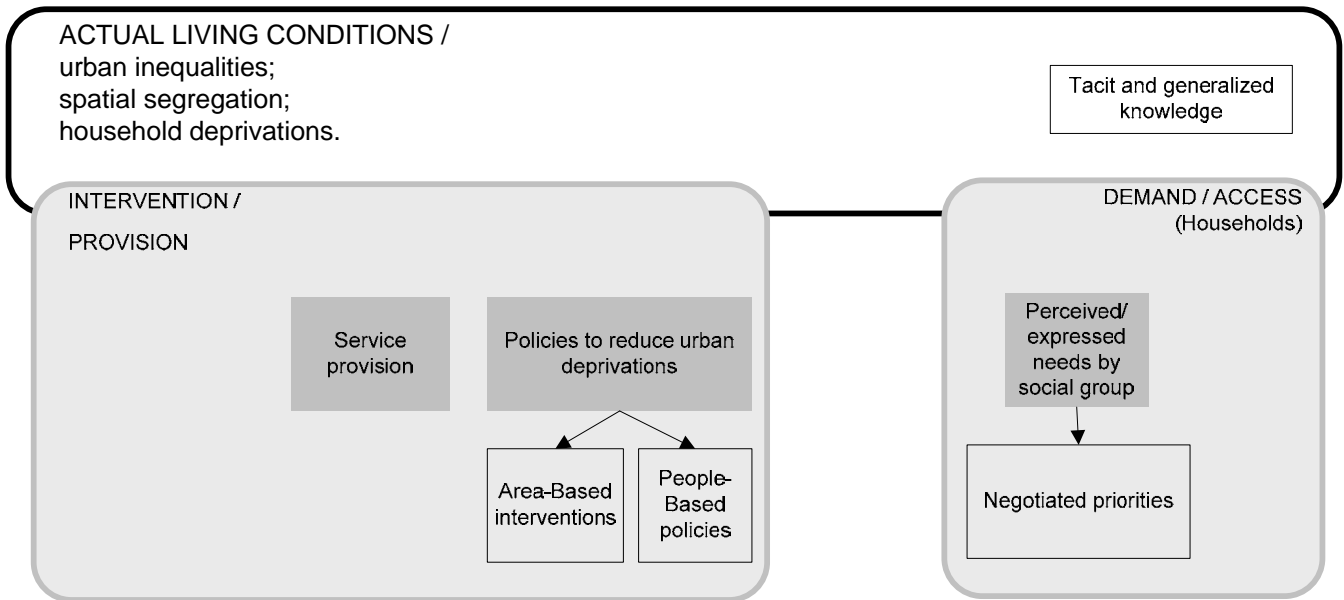 ACTUAL LIVING CONDITIONS /
urban inequalities;
spatial segregation;
household deprivations.
Tacit and generalized
knowledge
INTERVENTION /
PROVISION
Service
provision
Policies to reduce urban
deprivations
Area-Based
interventions
People-
Based
policies
DEMAND / ACCESS
(Households)
Perceived/
expressed
needs by
social group
Negotiated priorities